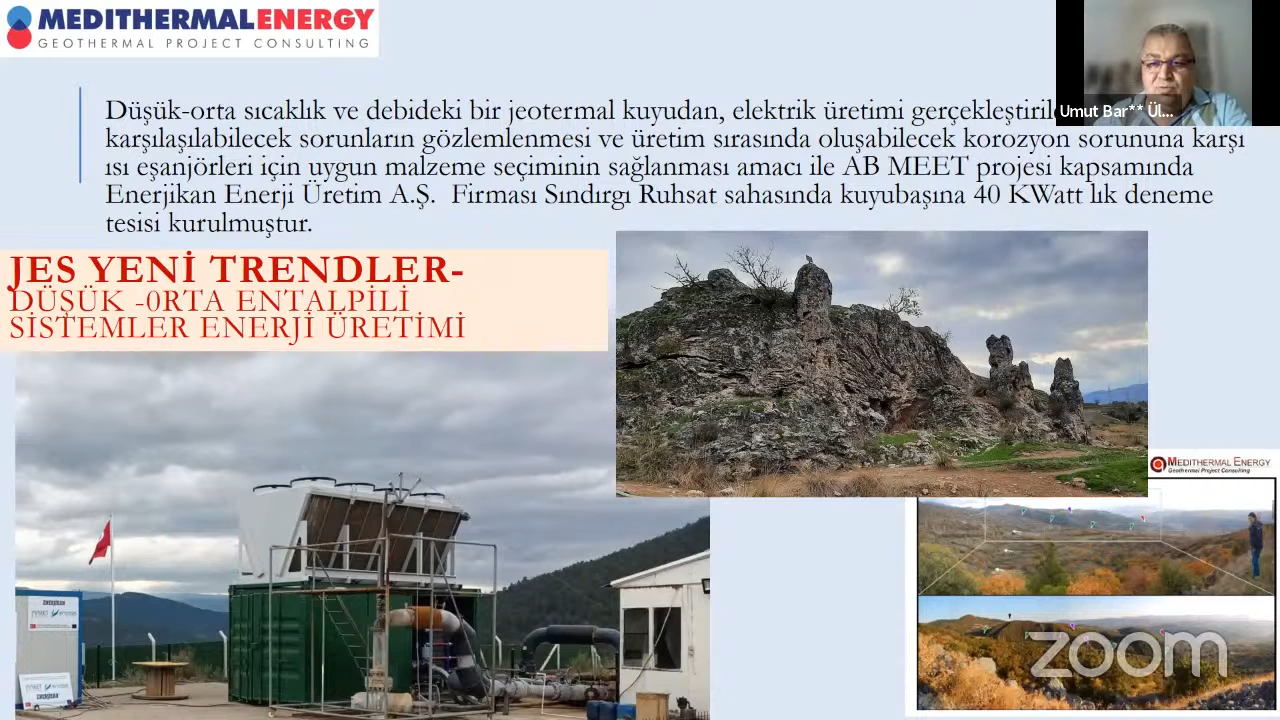 MEDITHERMALENERGY
GEOTHERMAL PROJECT CONSULTING
Umut Bar** Ül...
Düşük-orta sıcaklık ve debideki bir jeotermal kuyudan, elektrik üretimi
karşılaşılabilecek sorunların gözlemlenmesi ve üretim sırasında oluşabilecek korozyon sorununa karşı
ısı eşanjörleri için uygun malzeme seçiminin sağlanması amacı ile AB MEET projesi kapsamında
Enerjikan Enerji Üretim A.Ş. Firması Sındırgı Ruhsat sahasında kuyubaşına 40 KWatt lık deneme
tesisi kurulmuştur.
JES YENİ TRENDLER-
DÜŞÜK -0RTA ENTALPİLİ
SİSTEMLER ENERJİ ÜRETİMİ
MEDITHERMAL ENERGY
Geothermal Project Consulting
ENERJİKAN
zoom